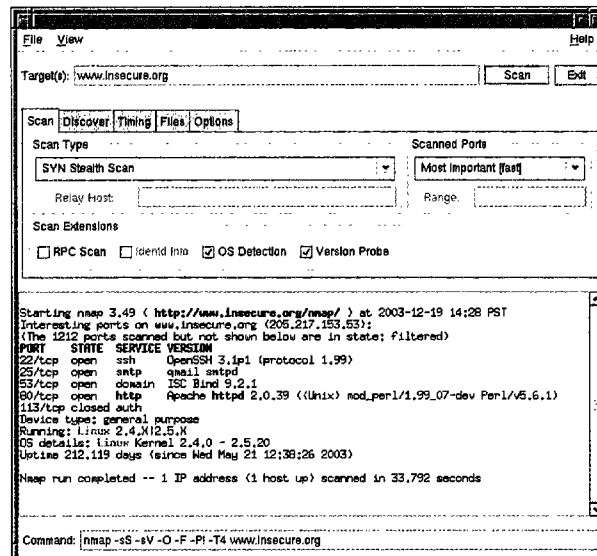 File View Help
Target(s): www.insecure.org Scan Exit
Scan Discover Timing Files Options
Scan Type Scanned Ports
SYN Stealth Scan Most Important [fast]
Relay Host: Range:
Scan Extensions
RPC Scan Identd Info OS Detection Version Probe
Starting nmap 3.49 ( http://www.insecure.org/nmap/ ) at 2003-12-19 14:28 PST
Interesting ports on www.insecure.org (205.217.153.53):
(The 1212 ports scanned but not shown below are in state: filtered)
PORT STATE SERVICE VERSION
22/tcp open ssh OpenSSH 3.1p1 (protocol 1.99)
25/tcp open smtp qmail smtpd
53/tcp open domain ISC Bind 9.2.1
80/tcp open http Apache httpd 2.0.39 ((Unix) mod_perl/1.99_07-dev Perl/v5.6.1)
113/tcp closed auth
Device type: general purpose
Running: Linux 2.4.X|2.5.X
OS details: Linux Kernel 2.4.0 - 2.5.20
Uptime 212.119 days (since Wed May 21 12:38:26 2003)
Nmap run completed -- 1 IP address (1 host up) scanned in 33.792 seconds
Command: nmap -sS -sV -O -F -PI -T4 www.insecure.org